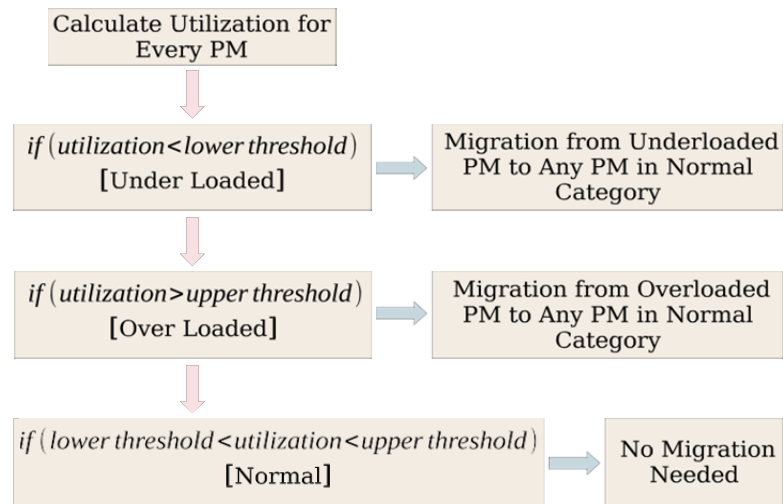 Calculate Utilization for
Every PM
if (utilization<lower threshold)
[Under Loaded]
Migration from Underloaded
PM to Any PM in Normal
Category
if (utilization>upper threshold)
[Over Loaded]
Migration from Overloaded
PM to Any PM in Normal
Category
if (lower threshold<utilization<upper threshold)
[Normal]
No Migration
Needed